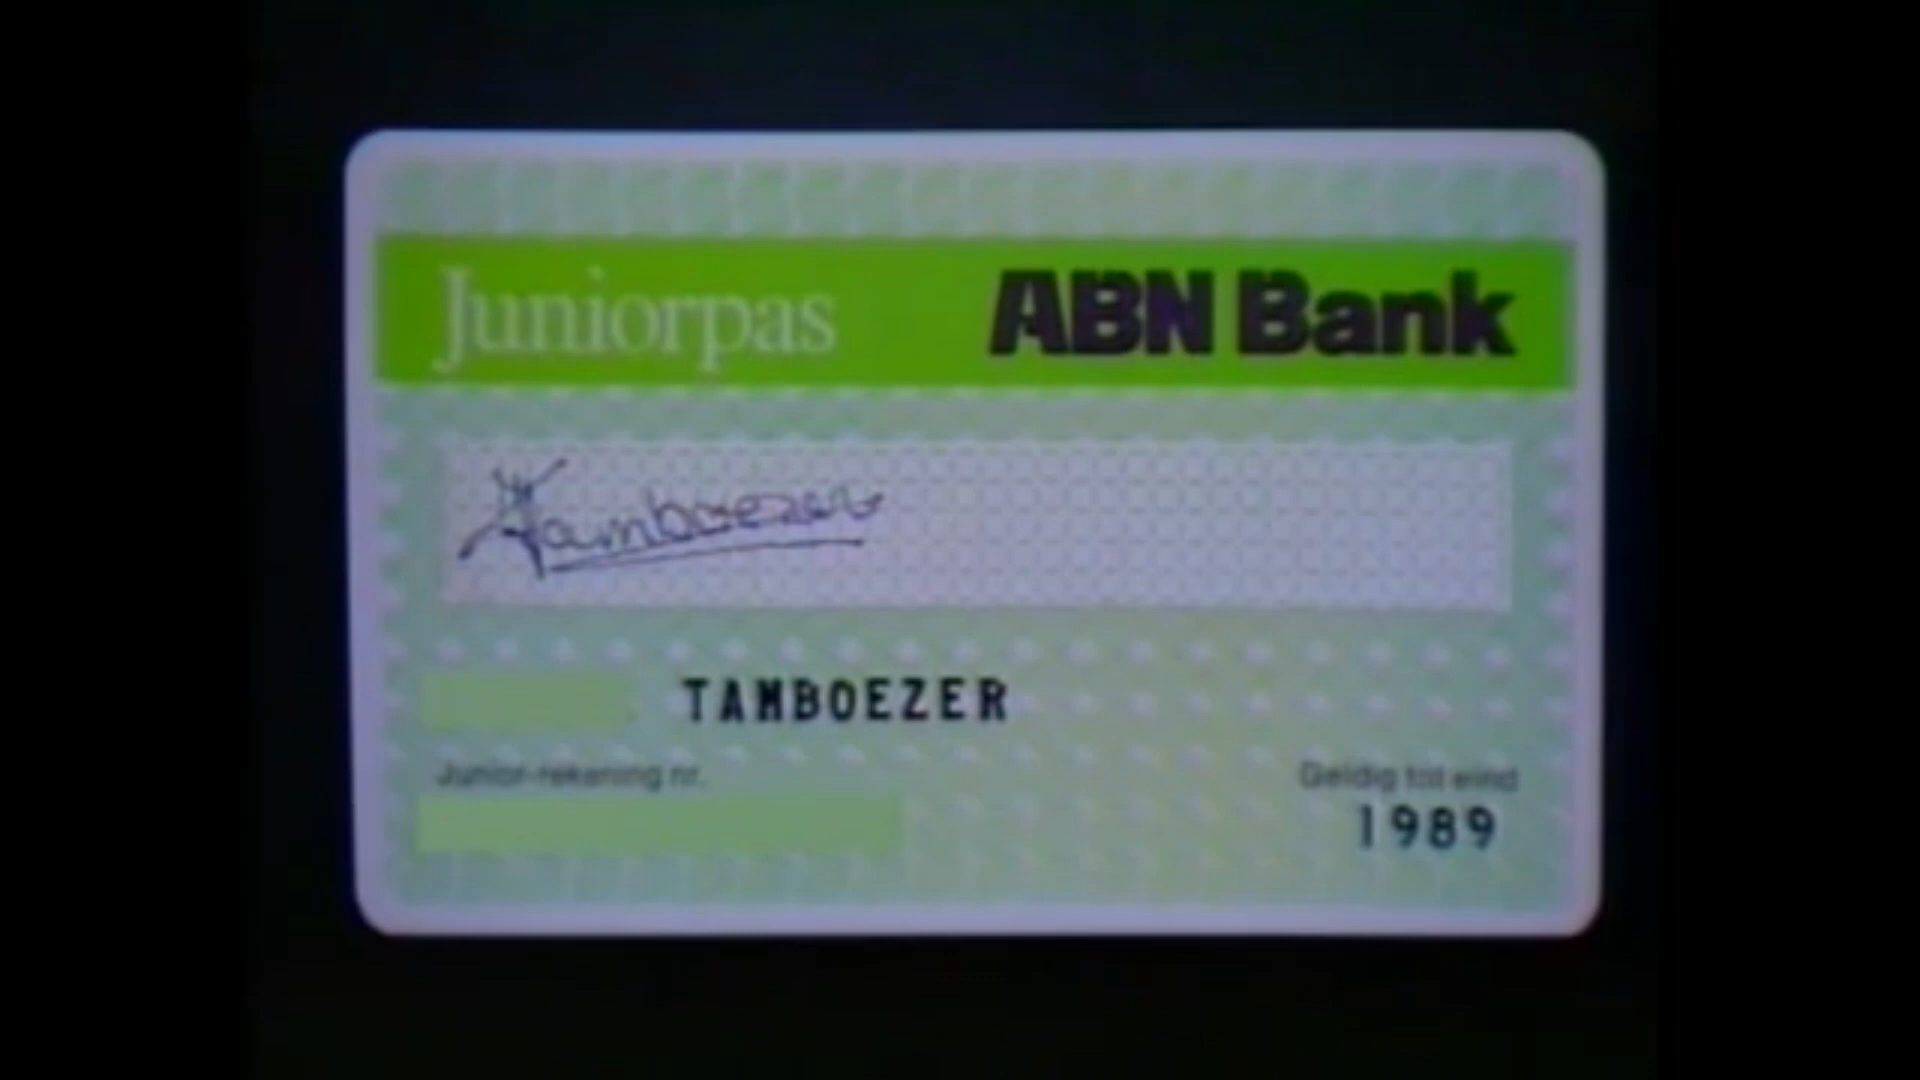 Juniorpas ABN Bank
Tamboezer
TAMBOEZER
Junior-rekening nr. Geldig tot eind
1989